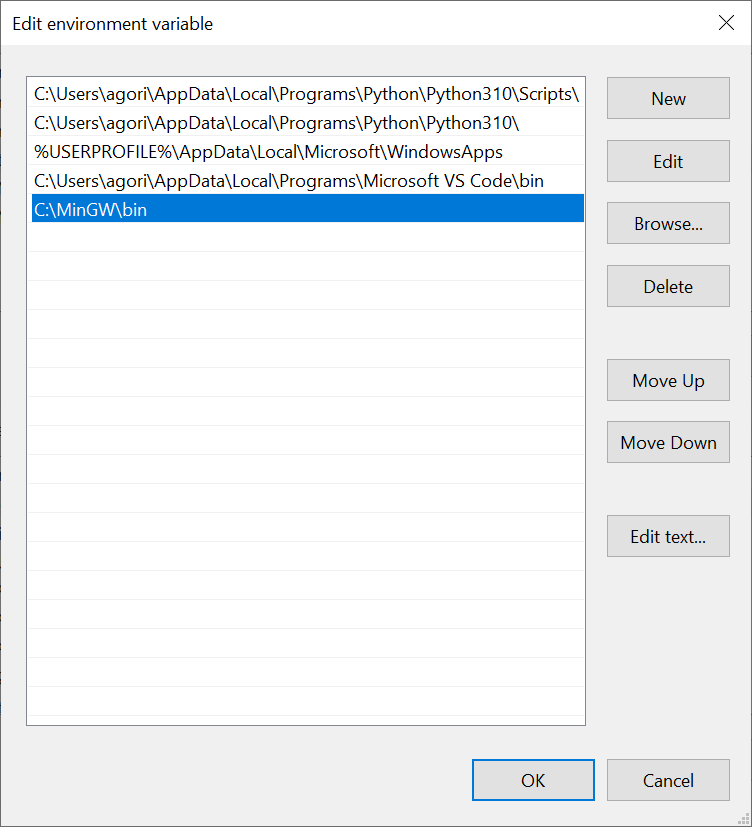 Edit environment variable
C:\Users\agori\AppData\Local\Programs\Python\Python310\Scripts\
C:\Users\agori\AppData\Local\Programs\Python\Python310\
%USERPROFILE%\AppData\Local\Microsoft\WindowsApps
C:\Users\agori\AppData\Local\Programs\Microsoft VS Code\bin
C:\MinGW\bin
New
Edit
Browse...
Delete
Move Up
Move Down
Edit text...
OK
Cancel